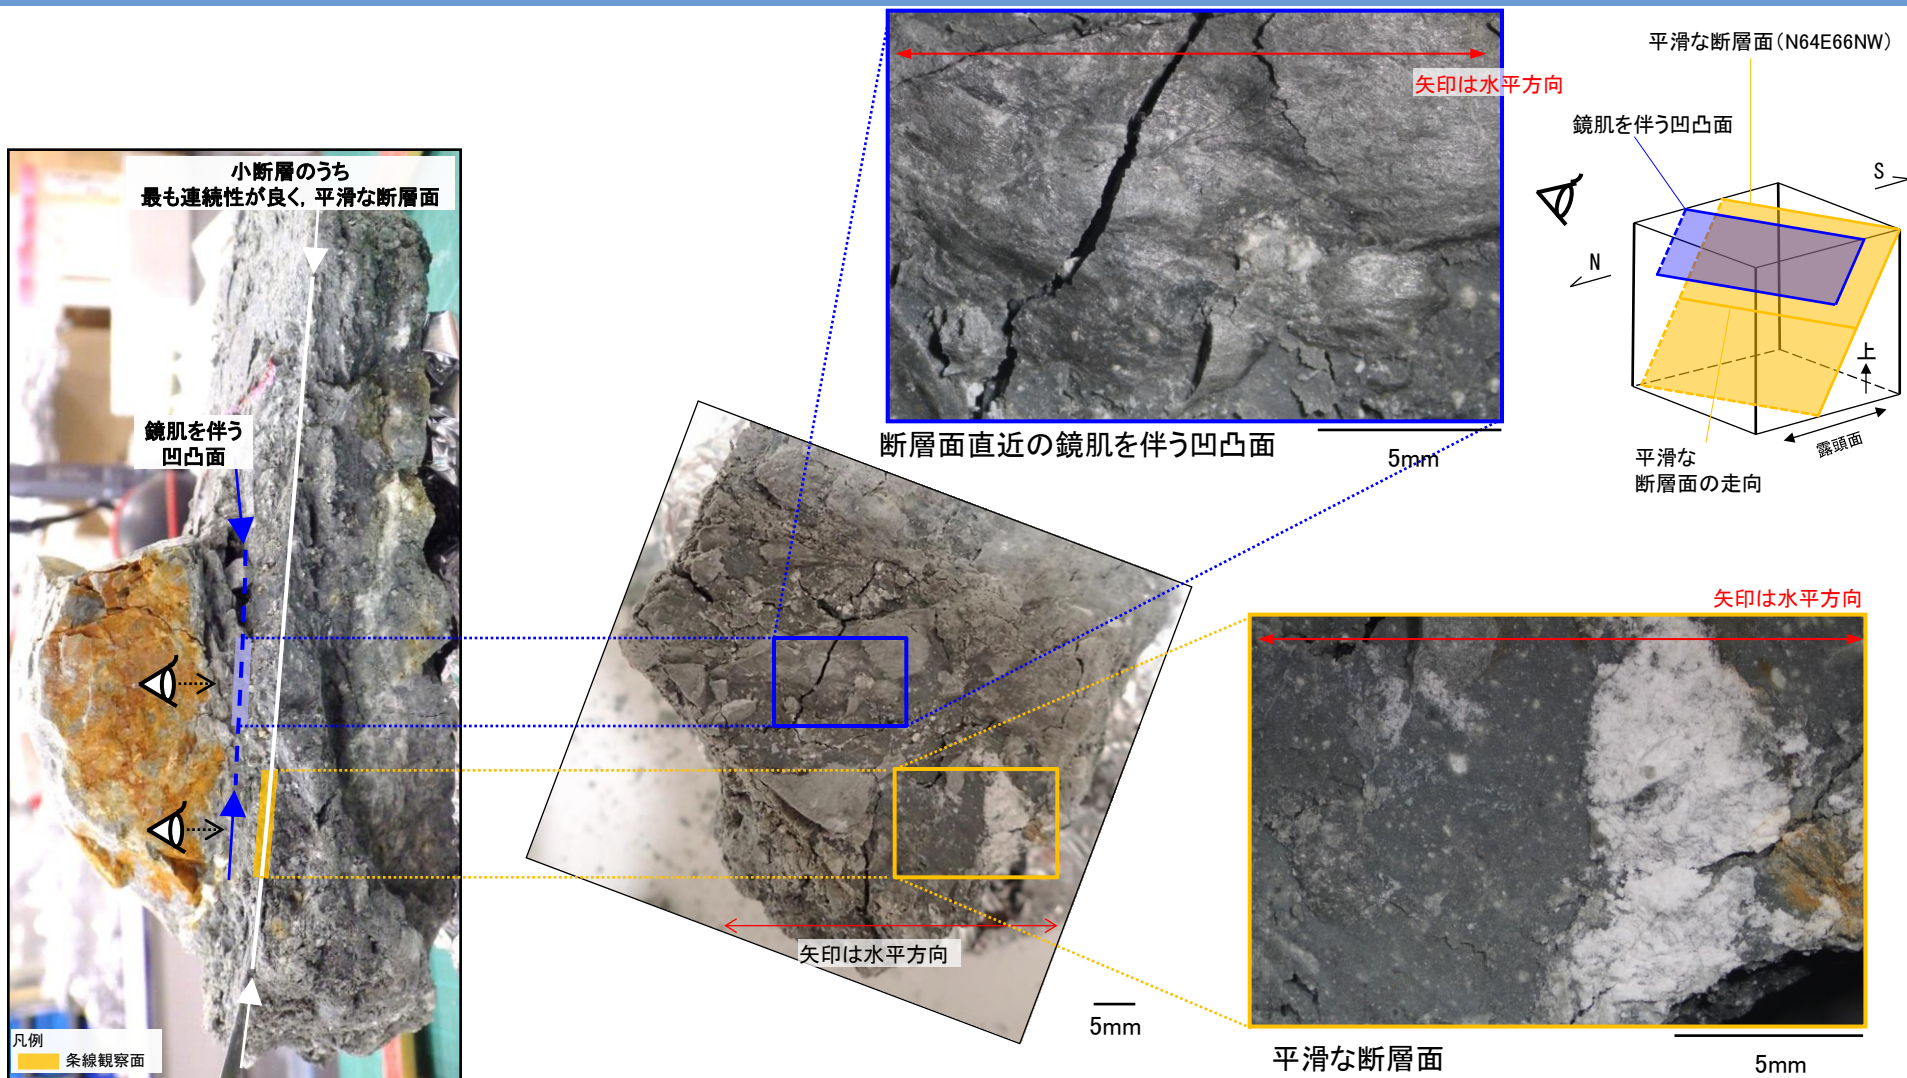 小断層のうち
最も連続性が良く，平滑な断層面
鏡肌を伴う
凹凸面
凡例
条線観察面
矢印は水平方向
断層面直近の鏡肌を伴う凹凸面
5mm
矢印は水平方向
5mm
矢印は水平方向
平滑な断層面
5mm
平滑な断層面(N64E66NW)
鏡肌を伴う凹凸面
S
N
上
露頭面
平滑な
断層面の走向